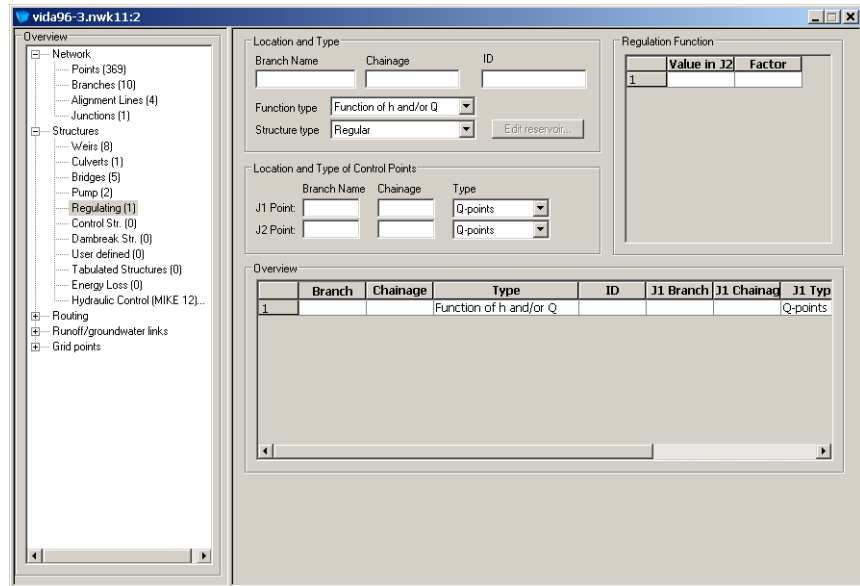 vida96-3.nwk11:2
Overview
Network
Points (369)
Branches (10)
Alignment Lines (4)
Junctions (1)
Structures
Weirs (8)
Culverts (1)
Bridges (5)
Pump (2)
Regulating (1)
Control Str. (0)
Dambreak Str. (0)
User defined (0)
Tabulated Structures (0)
Energy Loss (0)
Hydraulic Control (MIKE 12)...
Routing
Runoff/groundwater links
Grid points
Location and Type
Branch Name Chainage ID
Function type Function of h and/or Q
Structure type Regular Edit reservoir...
Location and Type of Control Points
Branch Name Chainage Type
J1 Point: Q-points
J2 Point: Q-points
Regulation Function
Value in J2 Factor
1
Overview
Branch Chainage Type ID J1 Branch J1 Chainag J1 Typ
1 Function of h and/or Q Q-points